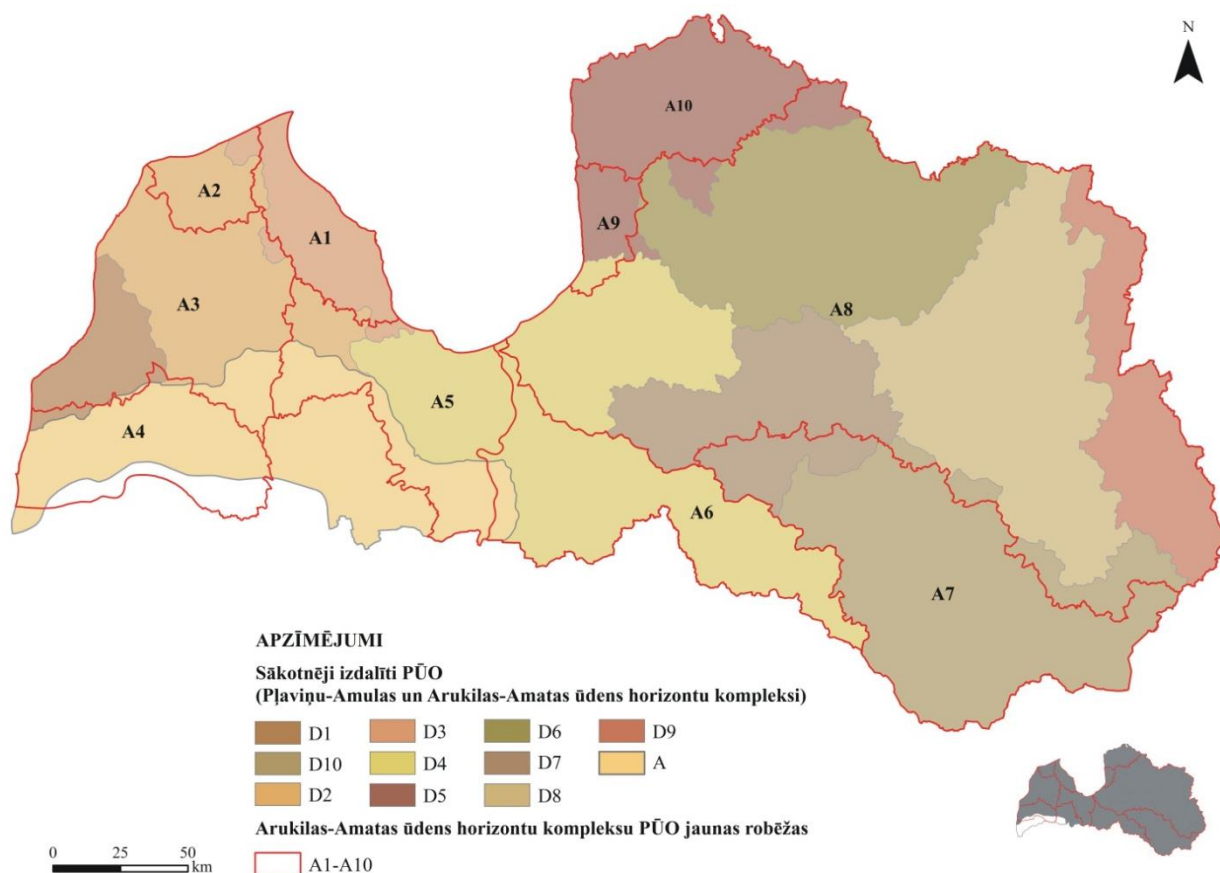 N
A10
A2
A9
A1
A3
A8
A5
A4
A6
A7
APZĪMĒJUMI
Sākotnēji izdalīti PŪO
(Pļaviņu-Amulas un Arukilas-Amatas ūdens horizontu kompleksi)
D1 D3 D6 D9
D10 D4 D7 A
D2 D5 D8
Arukilas-Amatas ūdens horizontu kompleksu PŪO jaunas robēžas
A1-A10
0 25 50
km